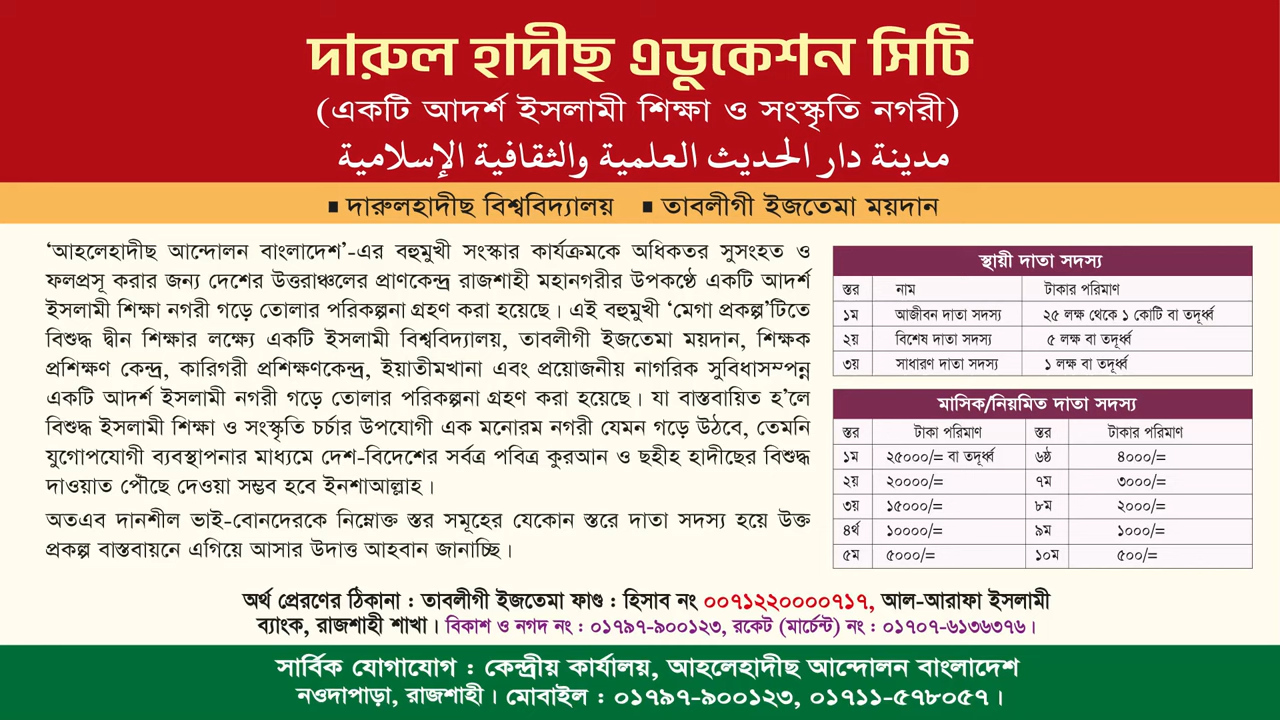 দারুল হাদীছ এডুকেশন সিটি
(একটি আদর্শ ইসলামী শিক্ষা ও সংস্কৃতি নগরী)
مدينة دار الحديث العلمية والثقافية الإسلامية
▪ দারুলহাদীছ বিশ্ববিদ্যালয় ▪ তাবলীগী ইজতেমা ময়দান
‘আহলেহাদীছ আন্দোলন বাংলাদেশ’-এর বহুমুখী সংস্কার কার্যক্রমকে অধিকতর সুসংহত ও
ফলপ্রসূ করার জন্য দেশের উত্তরাঞ্চলের প্রাণকেন্দ্র রাজশাহী মহানগরীর উপকণ্ঠে একটি আদর্শ
ইসলামী শিক্ষা নগরী গড়ে তোলার পরিকল্পনা গ্রহণ করা হয়েছে। এই বহুমুখী ‘মেগা প্রকল্প’টিতে
বিশুদ্ধ দ্বীন শিক্ষার লক্ষ্যে একটি ইসলামী বিশ্ববিদ্যালয়, তাবলীগী ইজতেমা ময়দান, শিক্ষক
প্রশিক্ষণ কেন্দ্র, কারিগরী প্রশিক্ষণকেন্দ্র, ইয়াতীমখানা এবং প্রয়োজনীয় নাগরিক সুবিধাসম্পন্ন
একটি আদর্শ ইসলামী নগরী গড়ে তোলার পরিকল্পনা গ্রহণ করা হয়েছে। যা বাস্তবায়িত হ’লে
বিশুদ্ধ ইসলামী শিক্ষা ও সংস্কৃতি চর্চার উপযোগী এক মনোরম নগরী যেমন গড়ে উঠবে, তেমনি
যুগোপযোগী ব্যবস্থাপনার মাধ্যমে দেশ-বিদেশের সর্বত্র পবিত্র কুরআন ও ছহীহ হাদীছের বিশুদ্ধ
দাওয়াত পৌঁছে দেওয়া সম্ভব হবে ইনশাআল্লাহ।
অতএব দানশীল ভাই-বোনদেরকে নিম্নোক্ত স্তর সমূহের যেকোন স্তরে দাতা সদস্য হয়ে উক্ত
প্রকল্প বাস্তবায়নে এগিয়ে আসার উদাত্ত আহবান জানাচ্ছি।
স্থায়ী দাতা সদস্য
স্তর নাম টাকার পরিমাণ
১ম আজীবন দাতা সদস্য ২৫ লক্ষ থেকে ১ কোটি বা তদূর্ধ্ব
২য় বিশেষ দাতা সদস্য ৫ লক্ষ বা তদূর্ধ্ব
৩য় সাধারণ দাতা সদস্য ১ লক্ষ বা তদূর্ধ্ব
মাসিক/নিয়মিত দাতা সদস্য
স্তর টাকা পরিমাণ স্তর টাকার পরিমাণ
১ম ২৫০০০/= বা তদূর্ধ্ব ৬ষ্ঠ ৪০০০/=
২য় ২০০০০/= ৭ম ৩০০০/=
৩য় ১৫০০০/= ৮ম ২০০০/=
৪র্থ ১০০০০/= ৯ম ১০০০/=
৫ম ৫০০০/= ১০ম ৫০০/=
অর্থ প্রেরণের ঠিকানা : তাবলীগী ইজতেমা ফাণ্ড : হিসাব নং ০০৭১২২০০০০৭১৭, আল-আরাফা ইসলামী
ব্যাংক, রাজশাহী শাখা। বিকাশ ও নগদ নং : ০১৭৯৭-৯০০১২৩, রকেট (মার্চেন্ট) নং : ০১৭০৭-৬১৩৬৩৭৬।
সার্বিক যোগাযোগ : কেন্দ্রীয় কার্যালয়, আহলেহাদীছ আন্দোলন বাংলাদেশ
নওদাপাড়া, রাজশাহী। মোবাইল : ০১৭৯৭-৯০০১২৩, ০১৭১১-৫৭৮০৫৭।